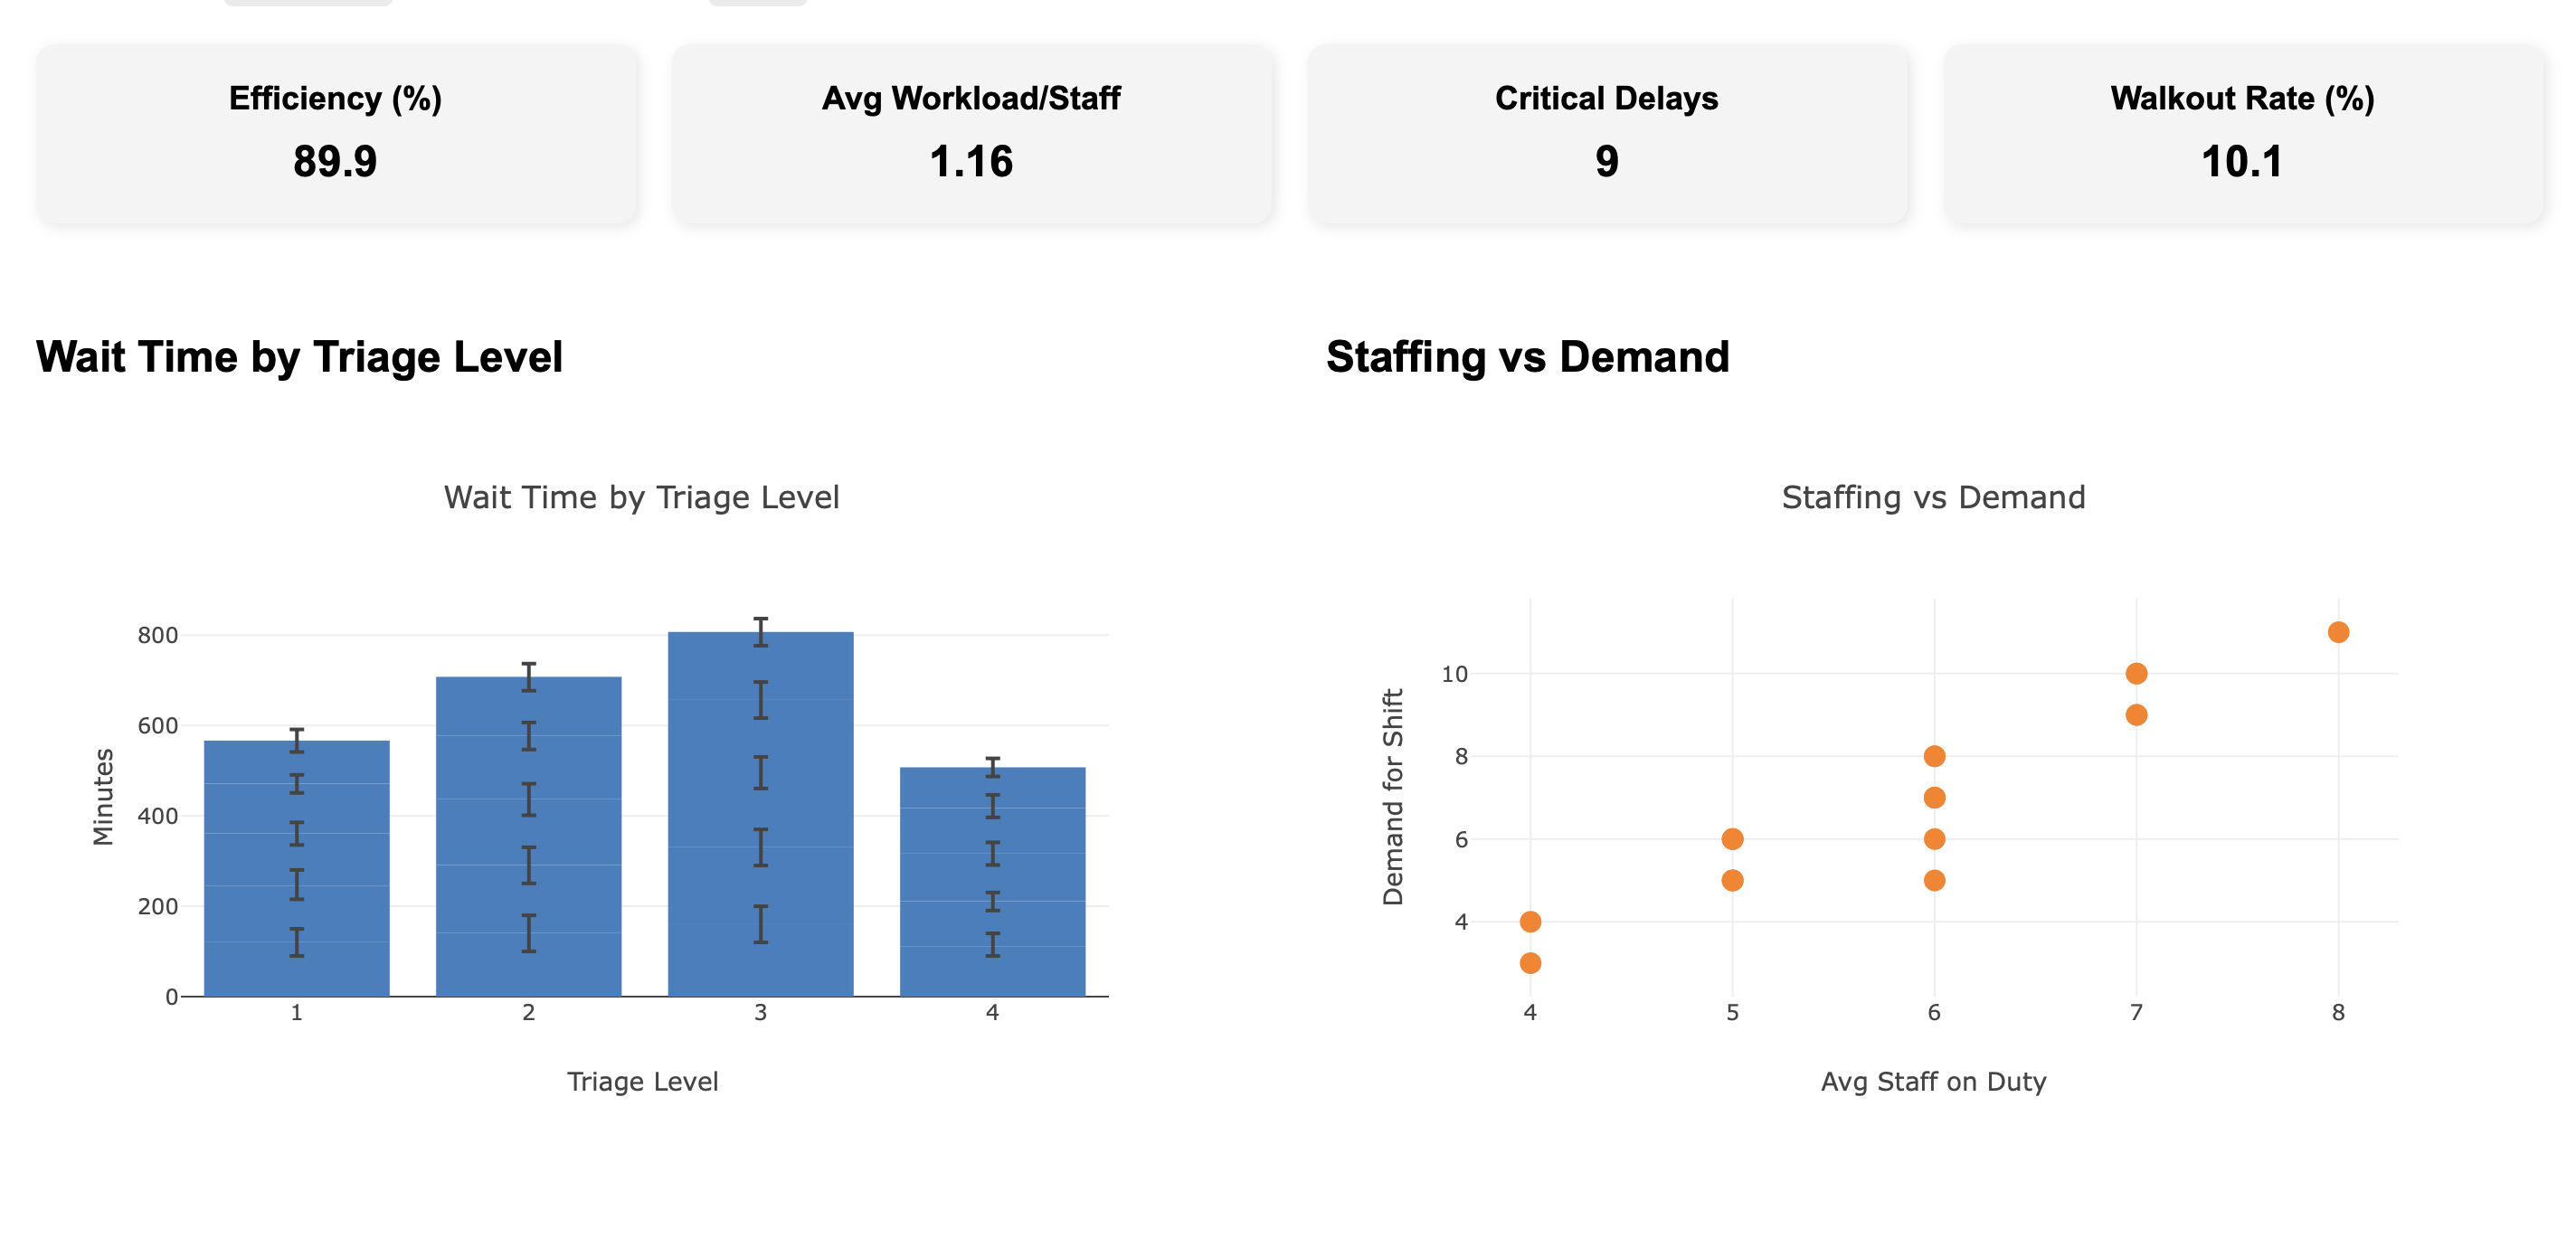 Efficiency (%)
89.9
Avg Workload/Staff
1.16
Critical Delays
9
Walkout Rate (%)
10.1
Wait Time by Triage Level
Wait Time by Triage Level
Minutes
800
600
400
200
0
1 2 3 4
Triage Level
Staffing vs Demand
Staffing vs Demand
Demand for Shift
10
8
6
4
4 5 6 7 8
Avg Staff on Duty